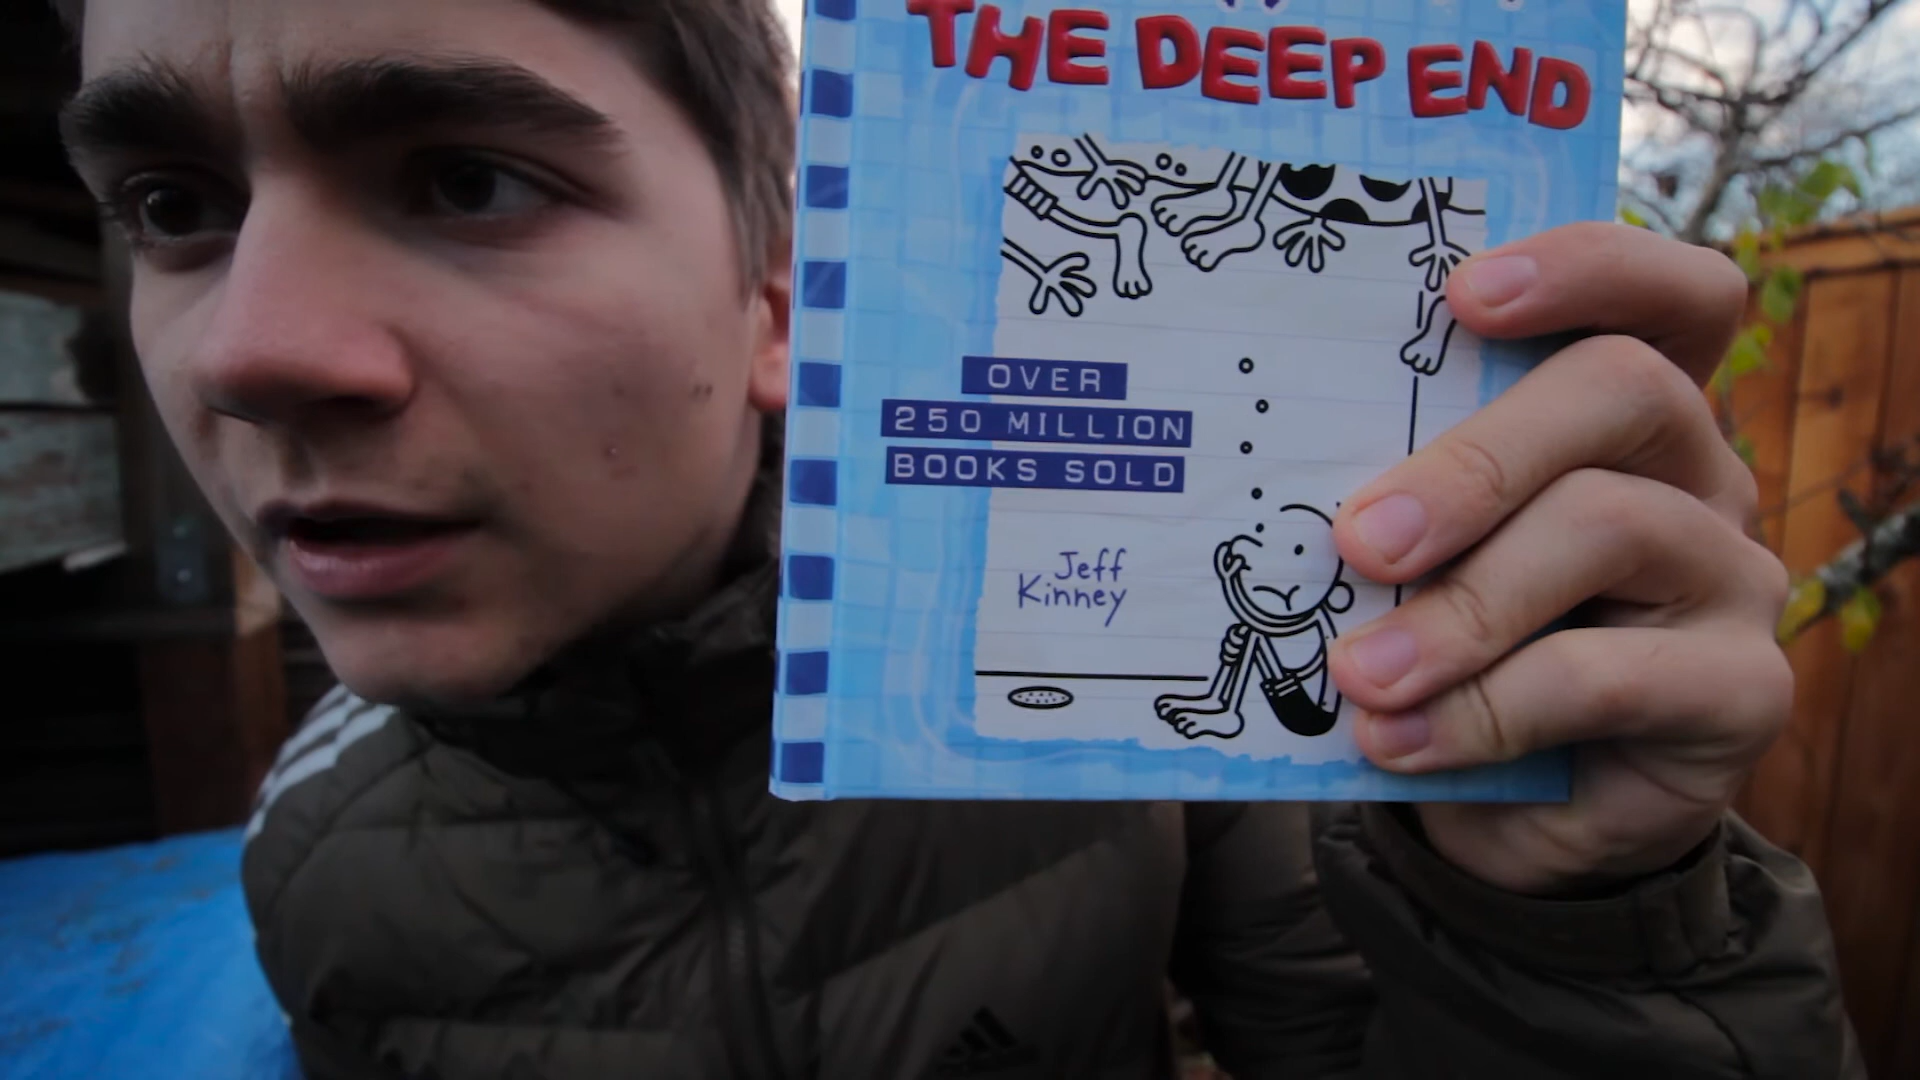 THE DEEP END
OVER
250 MILLION
BOOKS SOLD
Jeff
Kinney